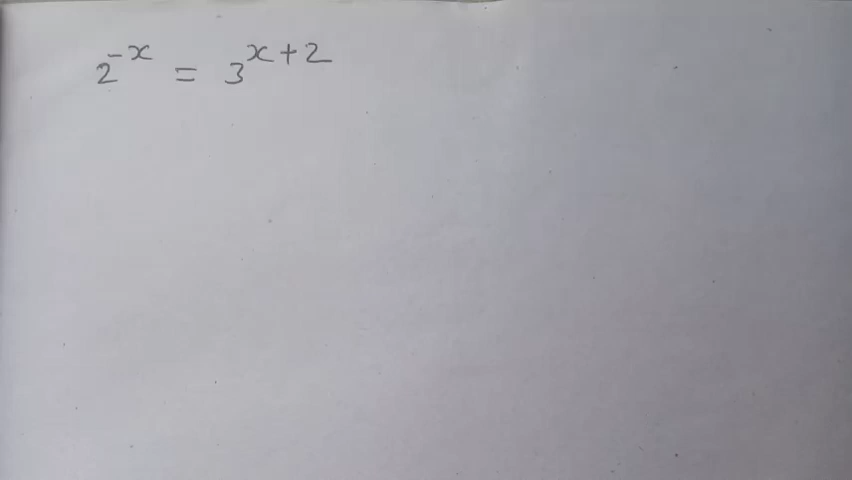 2^{-x} = 3^{x+2}